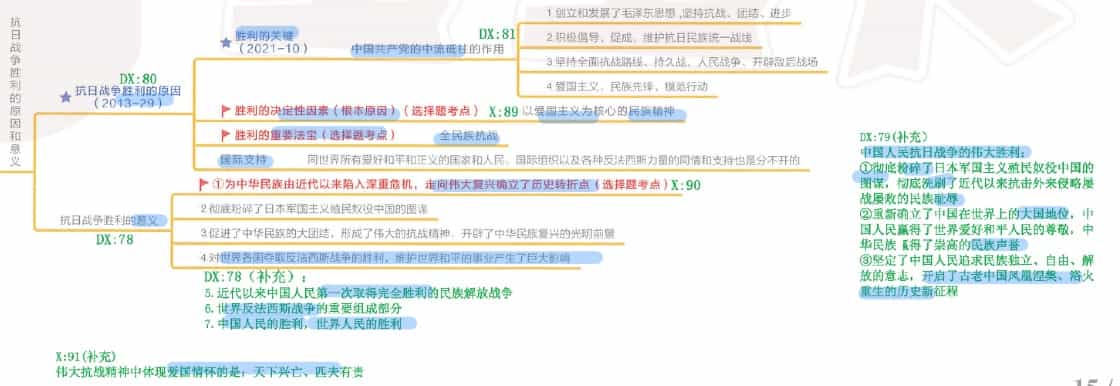 抗日战争胜利的原因和意义
DX:80
抗日战争胜利的原因
(2013-29)
胜利的关键
(2021-10)
中国共产党的中流砥柱的作用
DX:81
1.创立和发展了毛泽东思想,坚持抗战、团结、进步
2.积极倡导、促成、维护抗日民族统一战线
3.坚持全面抗战路线、持久战、人民战争、开辟敌后战场
4.爱国主义、民族先锋、模范行动
胜利的决定性因素(根本原因)(选择题考点)
X:89
以爱国主义为核心的民族精神
胜利的重要法宝(选择题考点)
全民族抗战
国际支持
同世界所有爱好和平和正义的国家和人民、国际组织以及各种反法西斯力量的同情和支持也是分不开的
抗日战争胜利的意义
DX:78
①为中华民族由近代以来陷入深重危机,走向伟大复兴确立了历史转折点(选择题考点)
X:90
2.彻底粉碎了日本军国主义殖民奴役中国的图谋
3.促进了中华民族的大团结,形成了伟大的抗战精神,开辟了中华民族复兴的光明前景
4.对世界各国夺取反法西斯战争的胜利,维护世界和平的事业产生了巨大影响
DX:78(补充):
5.近代以来中国人民第一次取得完全胜利的民族解放战争
6.世界反法西斯战争的重要组成部分
7.中国人民的胜利,世界人民的胜利
X:91(补充)
伟大抗战精神中体现爱国情怀的是:天下兴亡、匹夫有责
DX:79(补充)
中国人民抗日战争的伟大胜利:
①彻底粉碎了日本军国主义殖民奴役中国的
图谋,彻底洗刷了近代以来抗击外来侵略屡
战屡败的民族耻辱
②重新确立了中国在世界上的大国地位,中
国人民赢得了世界爱好和平人民的尊敬,中
华民族赢得了崇高的民族声誉
③坚定了中国人民追求民族独立、自由、解
放的意志,开启了古老中国凤凰涅槃、浴火
重生的历史新征程